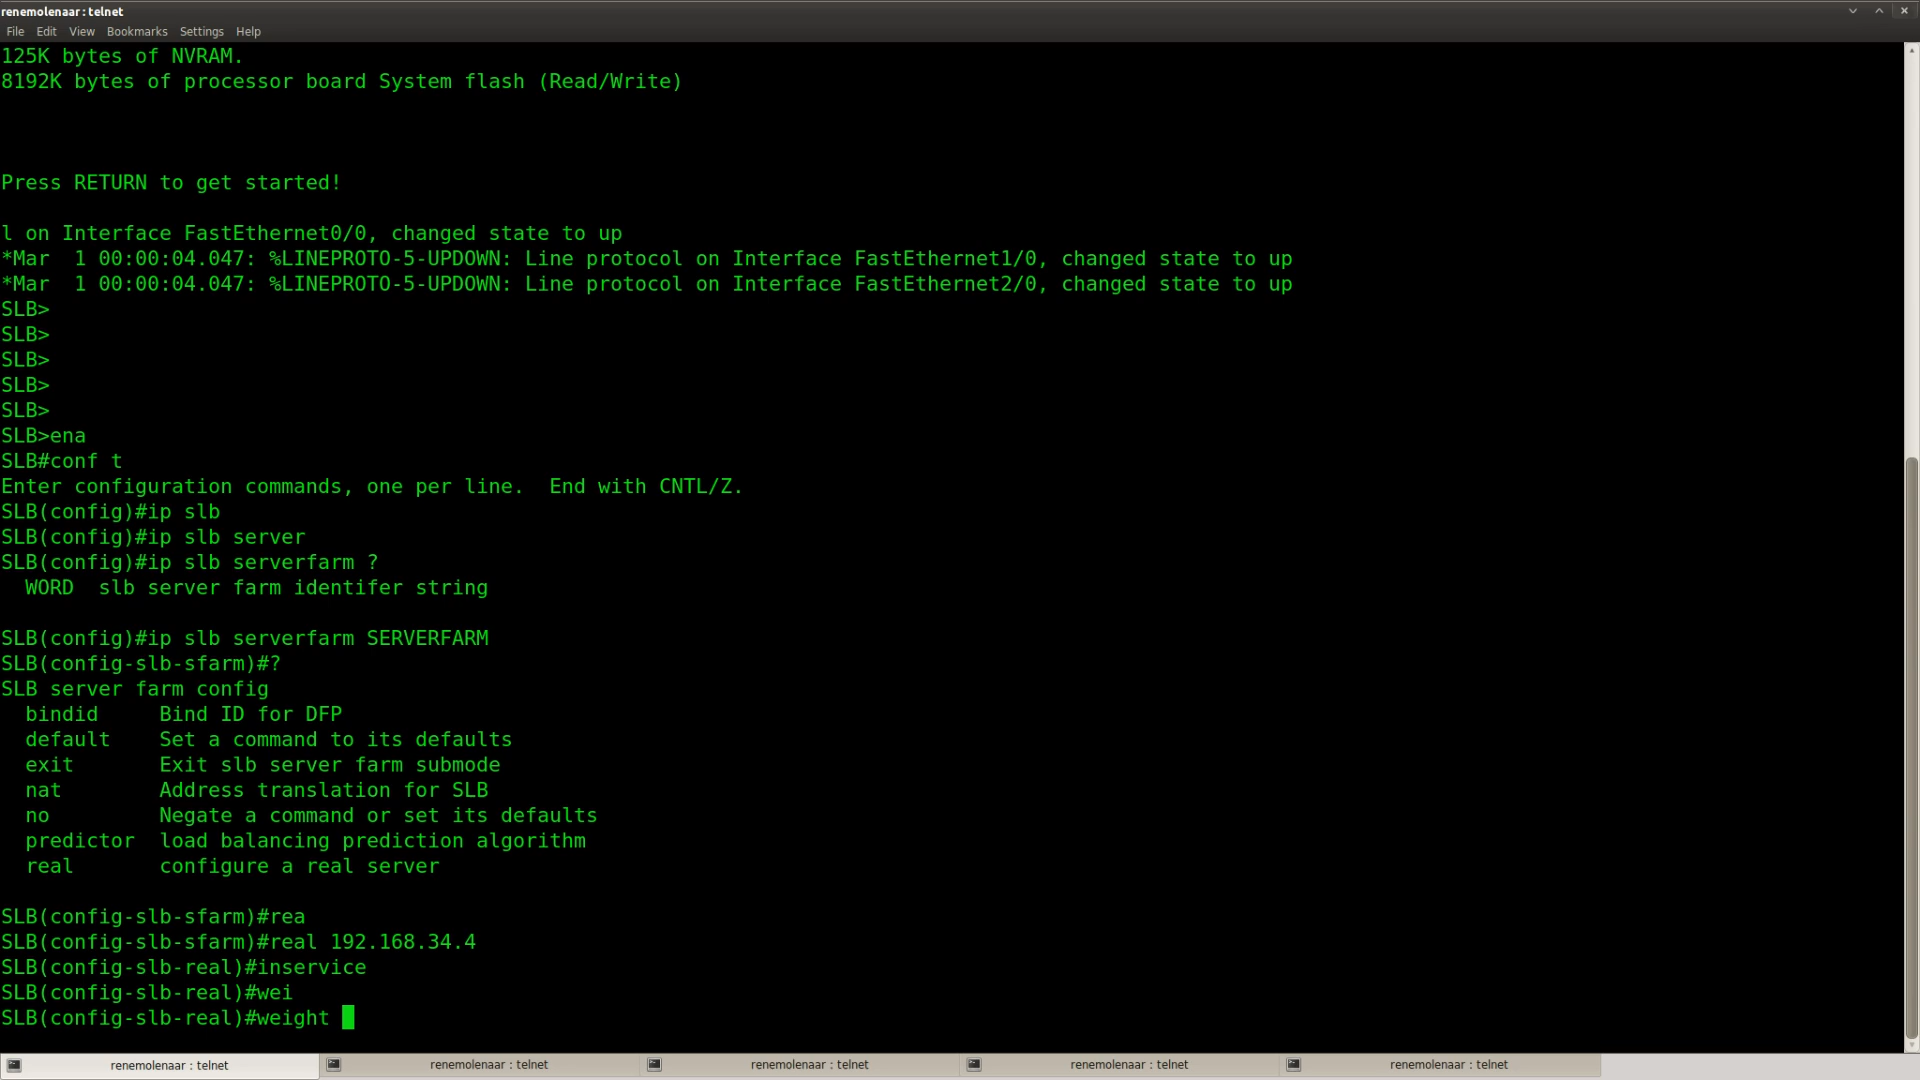 renemolenaar : telnet
File Edit View Bookmarks Settings Help
125K bytes of NVRAM.
8192K bytes of processor board System flash (Read/Write)
Press RETURN to get started!
l on Interface FastEthernet0/0, changed state to up
*Mar  1 00:00:04.047: %LINEPROTO-5-UPDOWN: Line protocol on Interface FastEthernet1/0, changed state to up
*Mar  1 00:00:04.047: %LINEPROTO-5-UPDOWN: Line protocol on Interface FastEthernet2/0, changed state to up
SLB>
SLB>
SLB>
SLB>
SLB>
SLB>ena
SLB#conf t
Enter configuration commands, one per line.  End with CNTL/Z.
SLB(config)#ip slb
SLB(config)#ip slb server
SLB(config)#ip slb serverfarm ?
  WORD  slb server farm identifer string
SLB(config)#ip slb serverfarm SERVERFARM
SLB(config-slb-sfarm)#?
SLB server farm config
  bindid     Bind ID for DFP
  default    Set a command to its defaults
  exit       Exit slb server farm submode
  nat        Address translation for SLB
  no         Negate a command or set its defaults
  predictor  load balancing prediction algorithm
  real       configure a real server
SLB(config-slb-sfarm)#rea
SLB(config-slb-sfarm)#real 192.168.34.4
SLB(config-slb-real)#inservice
SLB(config-slb-real)#wei
SLB(config-slb-real)#weight
renemolenaar : telnet renemolenaar : telnet renemolenaar : telnet renemolenaar : telnet renemolenaar : telnet